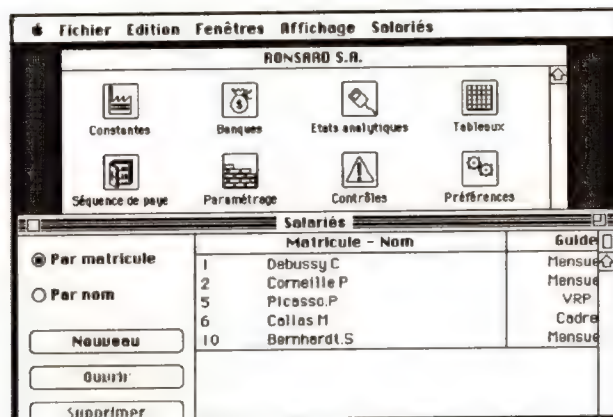 Fichier Edition Fenêtres Affichage Salariés
RONSARD S.A.
Constantes Banques Etats analytiques Tableaux
Séquence de paye Paramétrage Contrôles Préférences
Salariés
Matricule - Nom Guide
Par matricule
Par nom
1 Debussy C Mensue
2 Corneille P Mensue
5 Picasso.P VRP
6 Callas M Cadre
10 Bernhardt.S Mensue
Nouveau
Ouvrir
Supprimer